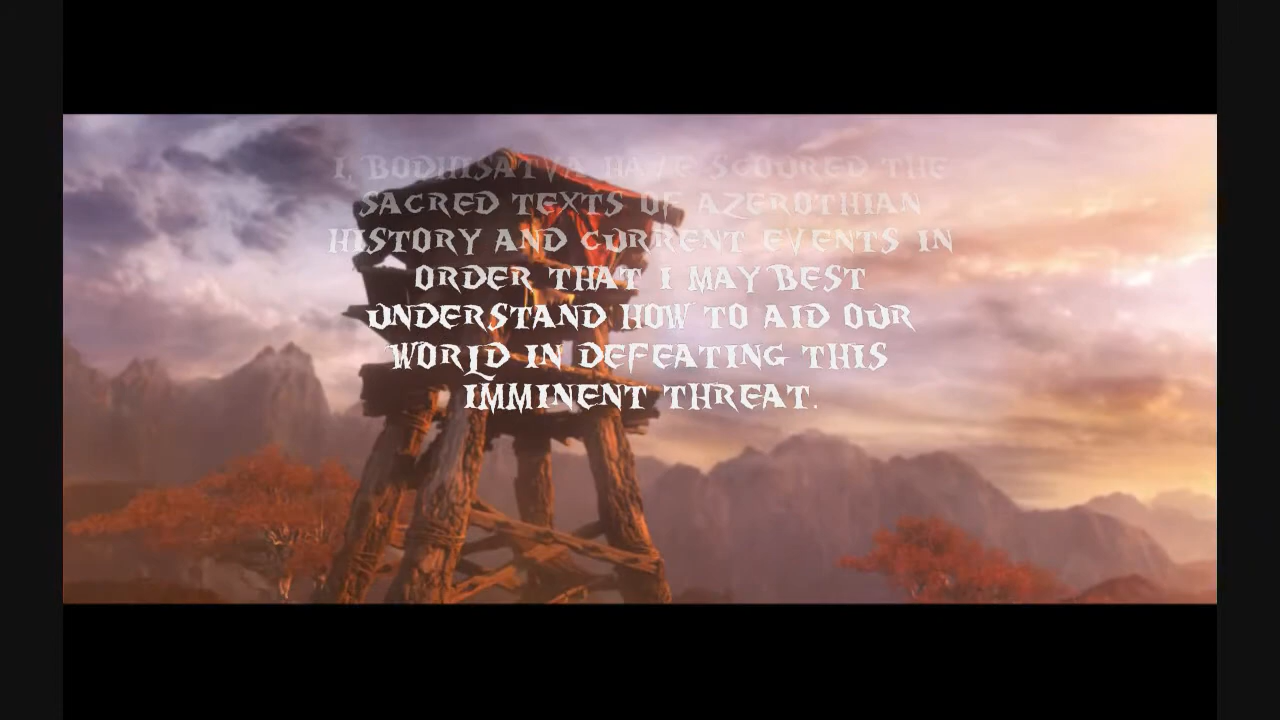 I, BODHISATVA HAVE SCOURED THE
SACRED TEXTS OF AZEROTHIAN
HISTORY AND CURRENT EVENTS IN
ORDER THAT I MAY BEST
UNDERSTAND HOW TO AID OUR
WORLD IN DEFEATING THIS
IMMINENT THREAT.